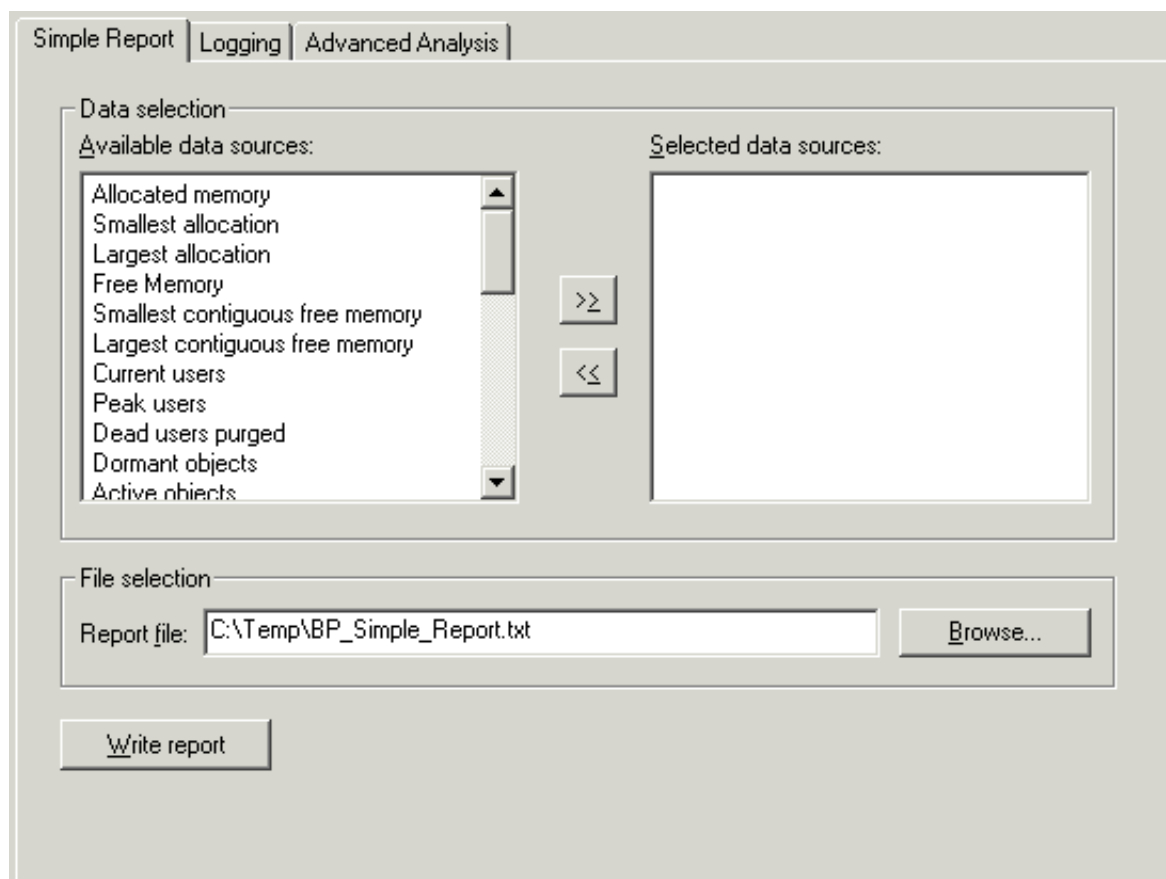 Simple Report Logging Advanced Analysis
Data selection
Available data sources: Selected data sources:
Allocated memory
Smallest allocation
Largest allocation
Free Memory
Smallest contiguous free memory
Largest contiguous free memory
>>
Current users
<<
Peak users
Dead users purged
Dormant objects
Active objects
File selection
Report file: C:\Temp\BP_Simple_Report.txt Browse...
Write report